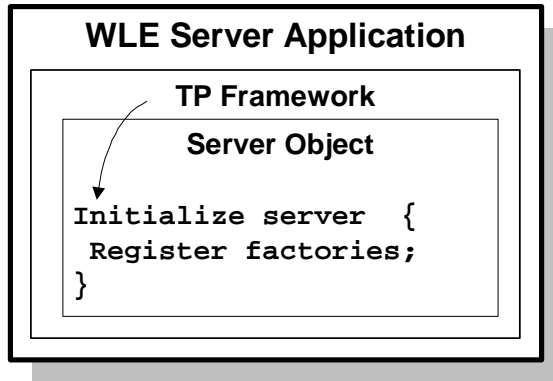 WLE Server Application
TP Framework
Server Object
Initialize server  {
 Register factories;
}